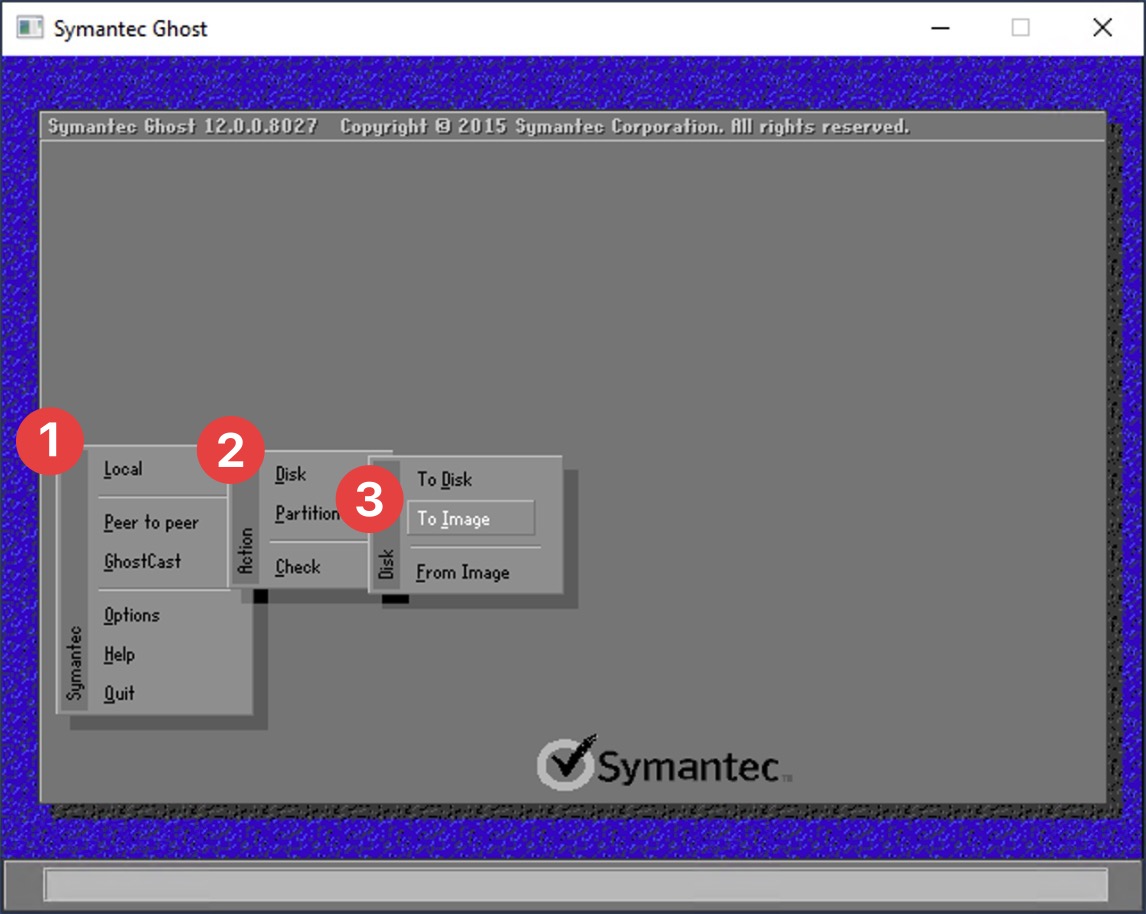 Symantec Ghost
Symantec Ghost 12.0.0.8027 Copyright © 2015 Symantec Corporation. All rights reserved.
1
Local
Peer to peer
GhostCast
Options
Help
Quit
Symantec
2
Disk
Partition
Check
Action
3
To Disk
To Image
From Image
Disk
Symantec™